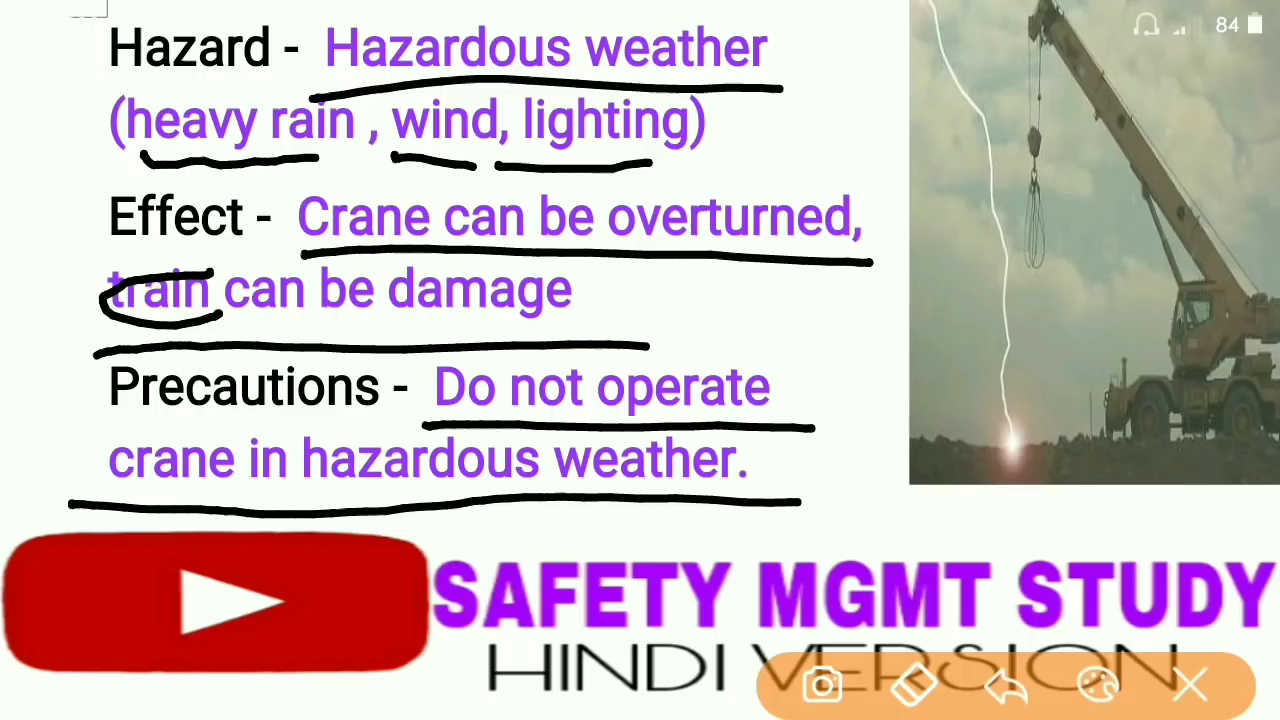 84
Hazard - Hazardous weather
(heavy rain , wind, lighting)
Effect - Crane can be overturned,
train can be damage
Precautions - Do not operate
crane in hazardous weather.
SAFETY MGMT STUDY
HINDI VERSION